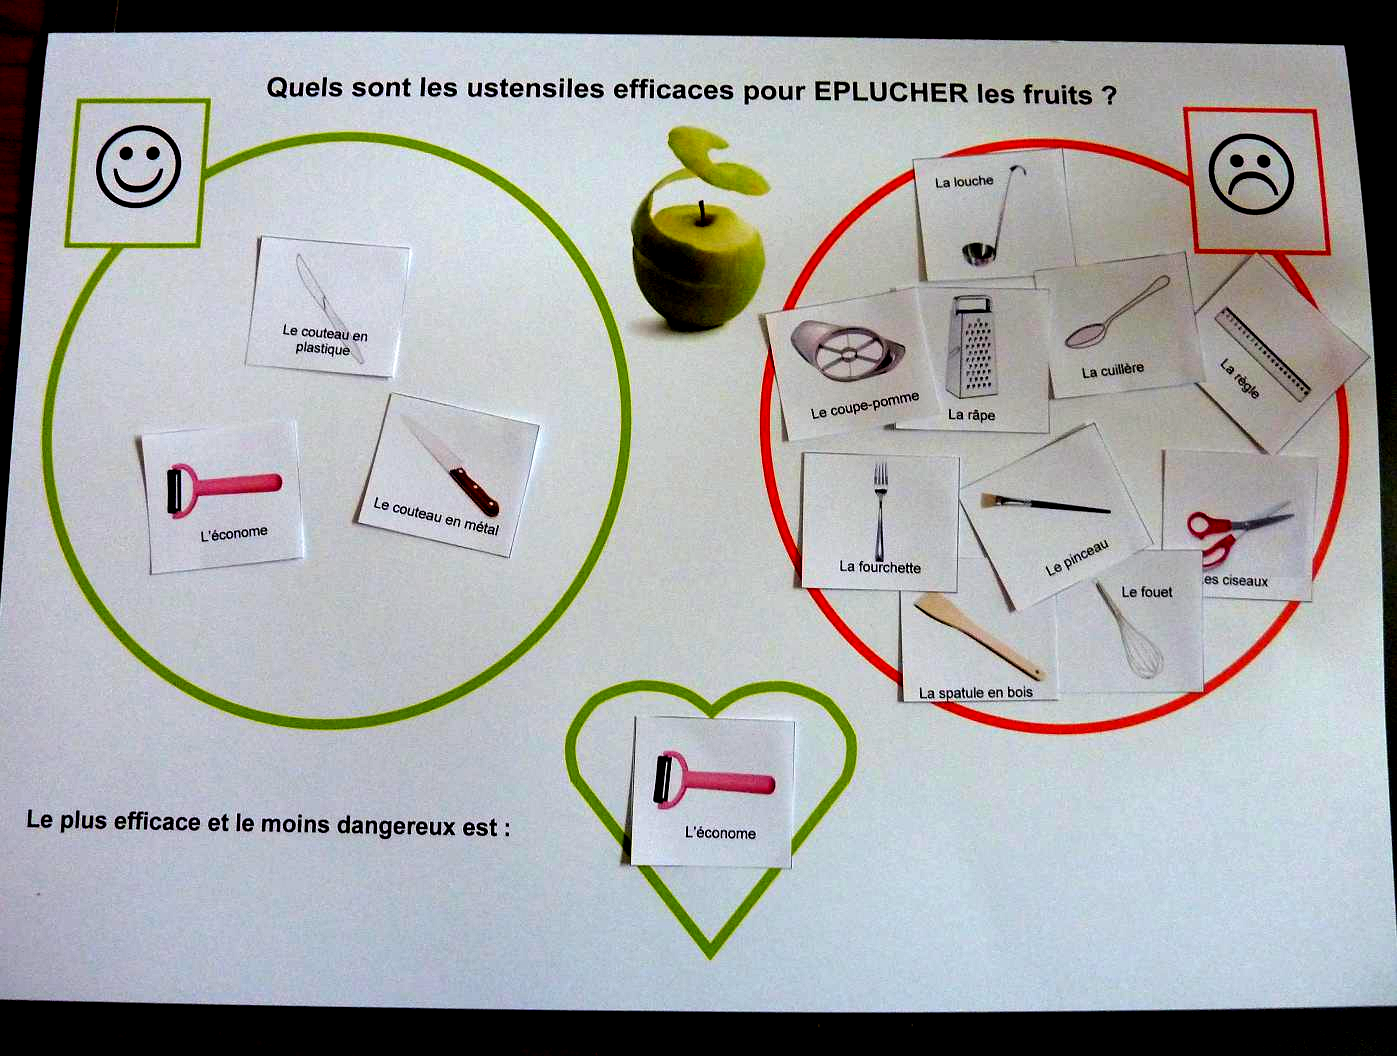 Quels sont les ustensiles efficaces pour EPLUCHER les fruits ?
Le couteau en
plastique
L'économe
Le couteau en métal
La louche
Le coupe-pomme
La râpe
La cuillère
La règle
La fourchette
Le pinceau
es ciseaux
La spatule en bois
Le fouet
Le plus efficace et le moins dangereux est :
L'économe